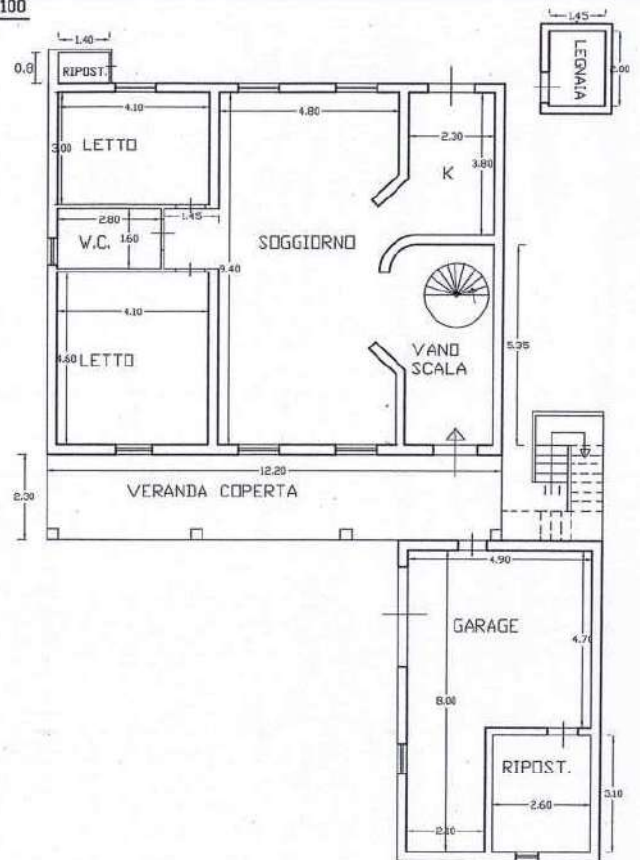 100
1.40
0.8
RIPOST.
1.45
LEGNAIA
2.00
4.10
3.00
LETTO
4.80
2.30
3.80
K
2.80
1.45
W.C.
1.60
SOGGIORNO
9.40
4.10
4.60
LETTO
VANO
SCALA
5.35
12.20
2.30
VERANDA COPERTA
4.90
GARAGE
4.70
8.00
RIPOST.
2.60
3.10